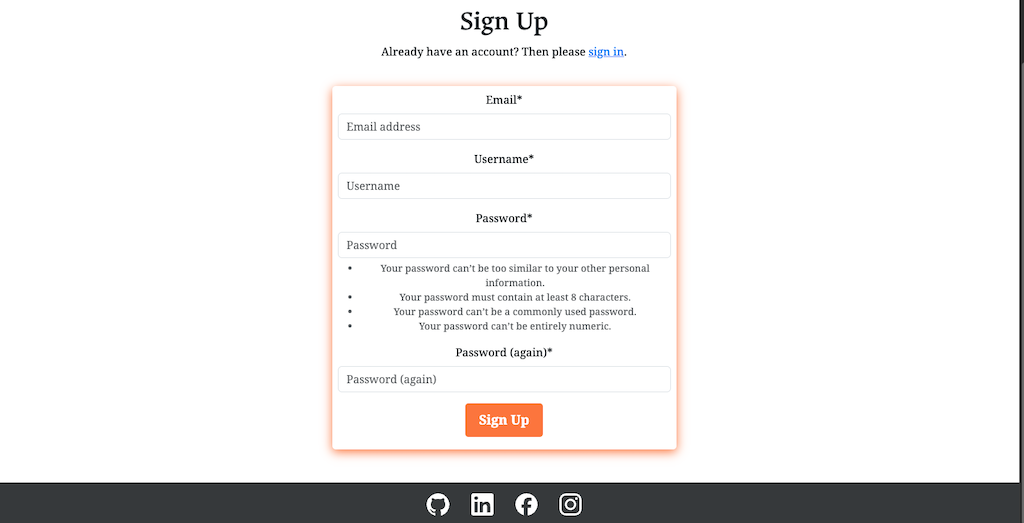 Sign Up
Already have an account? Then please sign in.
Email*
Email address
Username*
Username
Password*
Password
• Your password can’t be too similar to your other personal
information.
• Your password must contain at least 8 characters.
• Your password can’t be a commonly used password.
• Your password can’t be entirely numeric.
Password (again)*
Password (again)
Sign Up